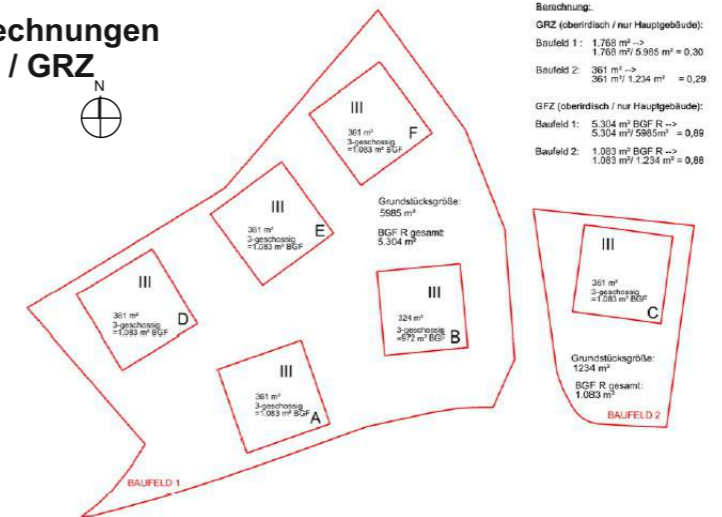 echnungen
/ GRZ
N
Berechnung:
GRZ (oberirdisch / nur Hauptgebäude):
Baufeld 1 : 1.768 m² -->
1.768 m²/ 5.985 m² = 0,30
Baufeld 2: 361 m² -->
361 m²/ 1.234 m² = 0,29
GFZ (oberirdisch / nur Hauptgebäude):
Baufeld 1: 5.304 m² BGF R -->
5.304 m²/ 5985m² = 0,89
Baufeld 2: 1.083 m² BGF R -->
1.083 m²/ 1.234 m² = 0,88
III
361 m²
3-geschossig
=1.083 m² BGF
F
III
361 m²
3-geschossig
=1.083 m² BGF
E
Grundstücksgröße:
5985 m²
BGF R gesamt:
5.304 m²
III
361 m²
3-geschossig
=1.083 m² BGF
D
III
324 m²
3-geschossig
=972 m² BGF
B
III
361 m²
3-geschossig
=1.083 m² BGF
A
BAUFELD 1
III
361 m²
3-geschossig
=1.083 m² BGF
C
Grundstücksgröße:
1234 m²
BGF R gesamt:
1.083 m²
BAUFELD 2